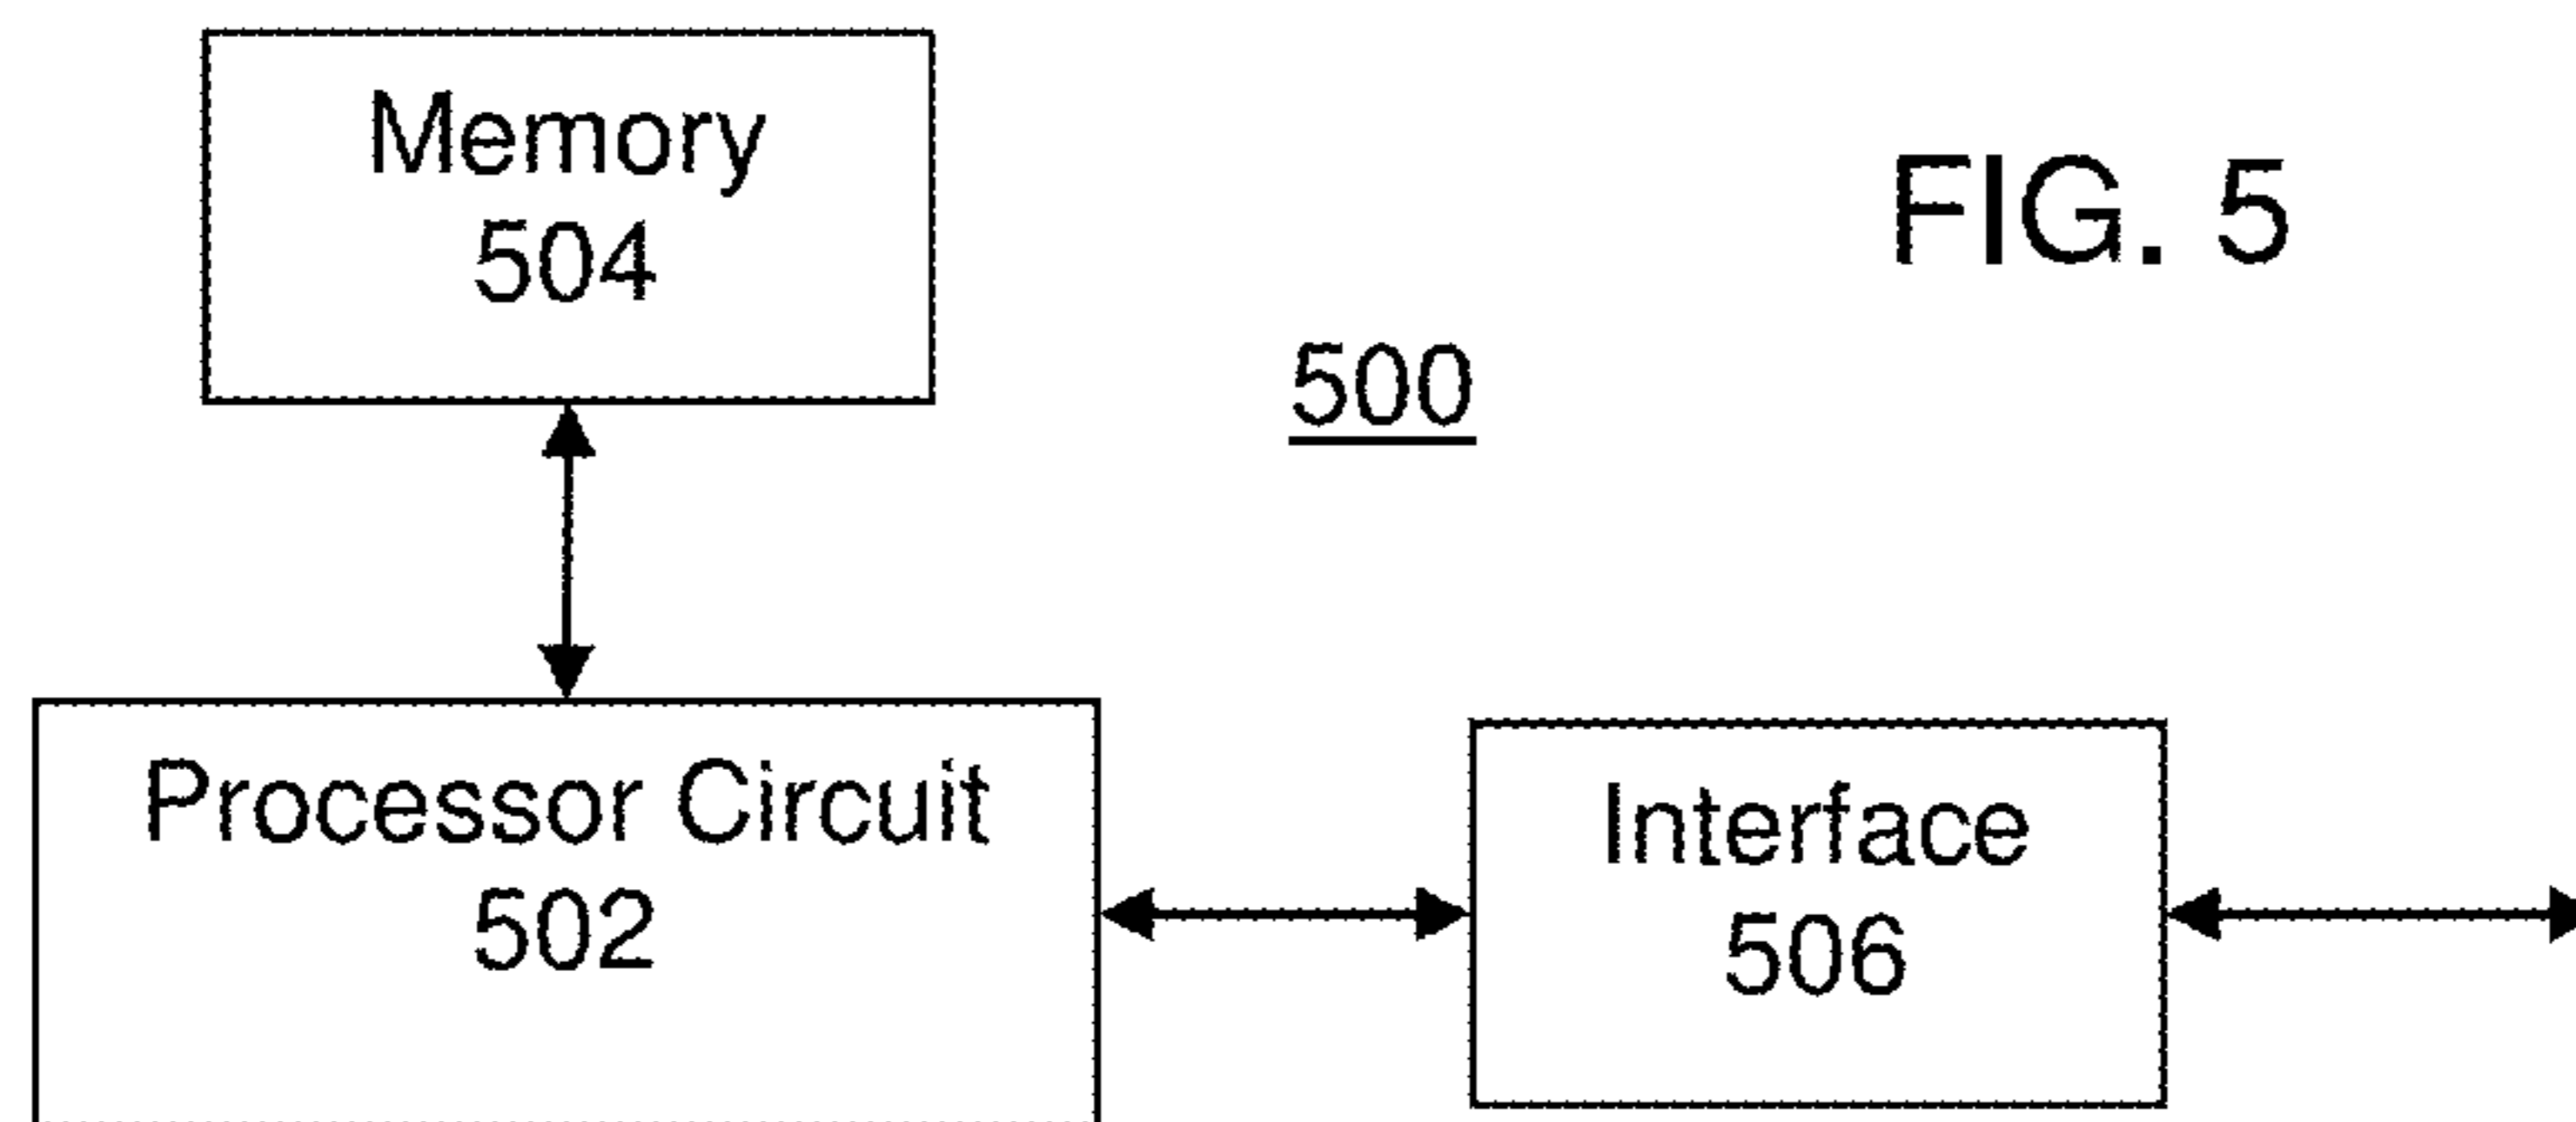 Memory
504
FIG. 5
500
Processor Circuit
502
Interface
506